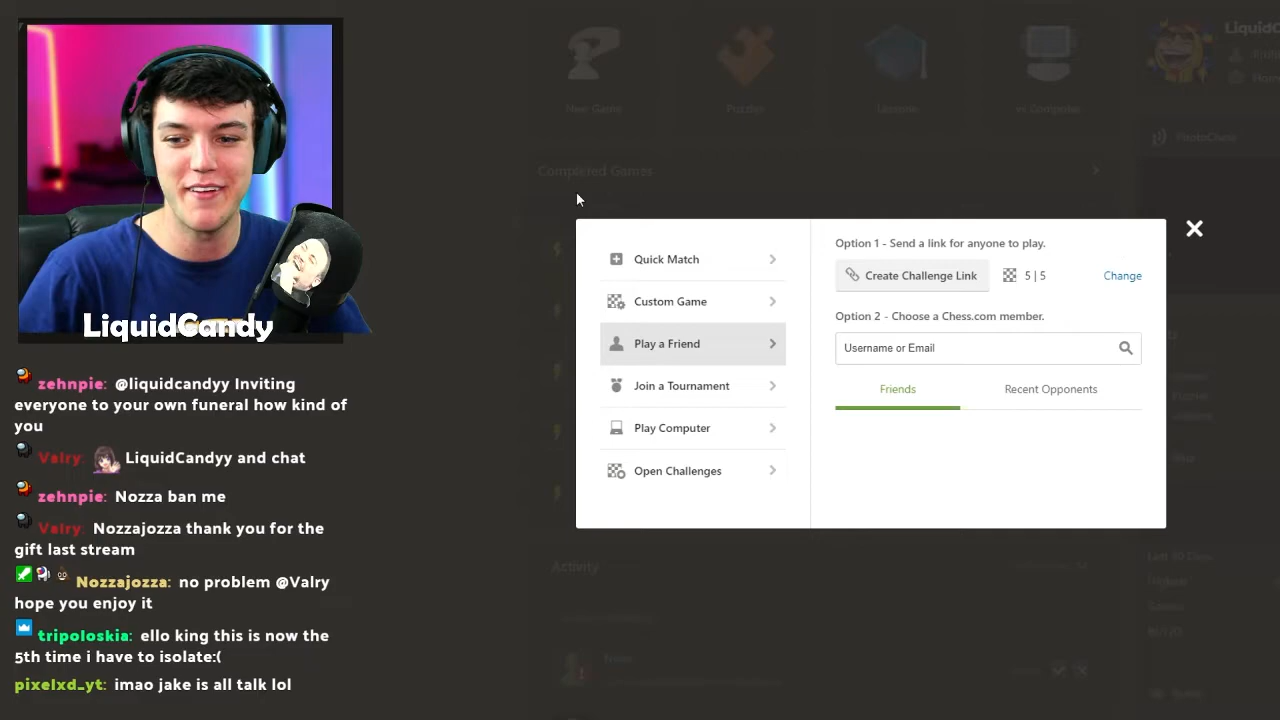 New Game
Puzzles
Lessons
vs Computer
LiquidC
Completed Games
Option 1 - Send a link for anyone to play.
Quick Match
Create Challenge Link
5 | 5
Change
Custom Game
Option 2 - Choose a Chess.com member.
Play a Friend
Username or Email
Join a Tournament
Friends
Recent Opponents
Play Computer
Open Challenges
Activity
LiquidCandy
zehnpie: @liquidcandyy Inviting
everyone to your own funeral how kind of
you
Valry: LiquidCandyy and chat
zehnpie: Nozza ban me
Valry: Nozzajozza thank you for the
gift last stream
Nozzajozza: no problem @Valry
hope you enjoy it
tripoloskia: ello king this is now the
5th time i have to isolate:(
pixelxd_yt: imao jake is all talk lol